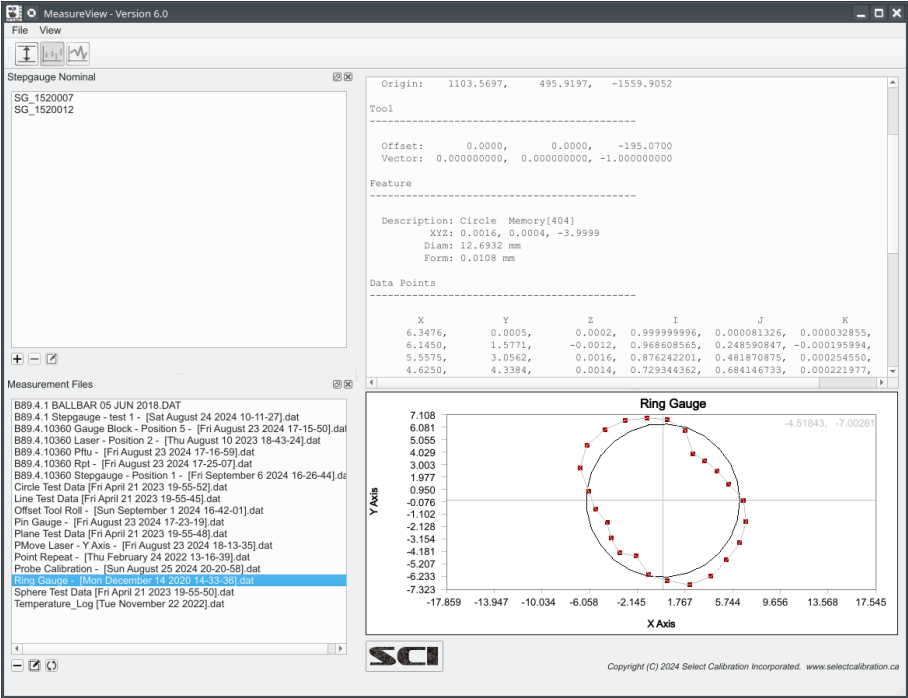 MeasureView - Version 6.0
File View
Stepgauge Nominal
SG_1520007
SG_1520012
Measurement Files
B89.4.1 BALLBAR 05 JUN 2018.DAT
B89.4.1 Stepgauge - test 1 - [Sat August 24 2024 10-11-27].dat
B89.4.10360 Gauge Block - Position 5 - [Fri August 23 2024 17-15-50].dat
B89.4.10360 Laser - Position 2 - [Thu August 10 2023 18-43-24].dat
B89.4.10360 Pftu - [Fri August 23 2024 17-16-59].dat
B89.4.10360 Rpt - [Fri August 23 2024 17-25-07].dat
B89.4.10360 Stepgauge - Position 1 - [Fri September 6 2024 16-26-44].da
Circle Test Data [Fri April 21 2023 19-55-52].dat
Line Test Data [Fri April 21 2023 19-55-45].dat
Offset Tool Roll - [Sun September 1 2024 16-42-01].dat
Pin Gauge - [Fri August 23 2024 17-23-19].dat
Plane Test Data [Fri April 21 2023 19-55-48].dat
PMove Laser - Y Axis - [Fri August 23 2024 18-13-35].dat
Point Repeat - [Thu February 24 2022 13-16-39].dat
Probe Calibration - [Sun August 25 2024 20-20-58].dat
Ring Gauge - [Mon December 14 2020 14-33-36].dat
Sphere Test Data [Fri April 21 2023 19-55-50].dat
Temperature_Log [Tue November 22 2022].dat
Origin: 1103.5697, 495.9197, -1559.9052
Tool
Offset: 0.0000, 0.0000, -195.0700
Vector: 0.000000000, 0.000000000, -1.000000000
Feature
Description: Circle Memory[404]
XYZ: 0.0016, 0.0004, -3.9999
Diam: 12.6932 mm
Form: 0.0108 mm
Data Points
X Y Z I J K
6.3476, 0.0005, 0.0002, 0.999999996, 0.000081326, 0.000032855,
6.1450, 1.5771, -0.0012, 0.968608565, 0.248590847, -0.000195994,
5.5575, 3.0562, 0.0016, 0.876242201, 0.481870875, 0.000254550,
4.6250, 4.3384, 0.0014, 0.729344362, 0.684146733, 0.000221977,
Ring Gauge
-4.51843, -7.00261
Y Axis
7.108
6.081
5.055
4.029
3.003
1.977
0.950
-0.076
-1.102
-2.128
-3.154
-4.181
-5.207
-6.233
-7.323
-17.859 -13.947 -10.034 -6.058 -2.145 1.767 5.744 9.656 13.568 17.545
X Axis
SCI
Copyright (C) 2024 Select Calibration Incorporated. www.selectcalibration.ca